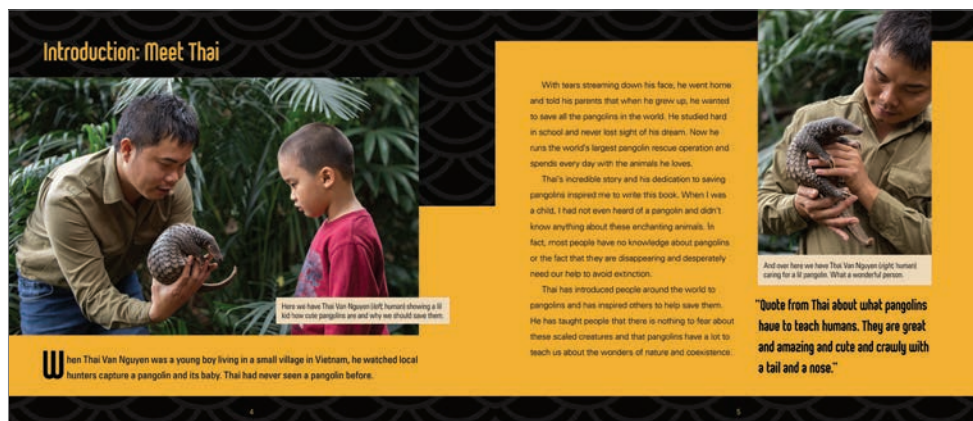 Introduction: Meet Thai
Here we have Thai Van Nguyen (left human) showing a lil
kid how cute pangolins are and why we should save them.
When Thai Van Nguyen was a young boy living in a small village in Vietnam, he watched local
hunters capture a pangolin and its baby. Thai had never seen a pangolin before.
4
With tears streaming down his face, he went home
and told his parents that when he grew up, he wanted
to save all the pangolins in the world. He studied hard
in school and never lost sight of his dream. Now he
runs the world's largest pangolin rescue operation and
spends every day with the animals he loves.
Thai's incredible story and his dedication to saving
pangolins inspired me to write this book. When I was
a child, I had not even heard of a pangolin and didn't
know anything about these enchanting animals. In
fact, most people have no knowledge about pangolins
or the fact that they are disappearing and desperately
need our help to avoid extinction.
Thai has introduced people around the world to
pangolins and has inspired others to help save them.
He has taught people that there is nothing to fear about
these scaled creatures and that pangolins have a lot to
teach us about the wonders of nature and coexistence.
And over here we have Thai Van Nguyen (right human)
caring for a lil pangolin. What a wonderful person.
"Quote from Thai about what pangolins
have to teach humans. They are great
and amazing and cute and crawly with
a tail and a nose."
5